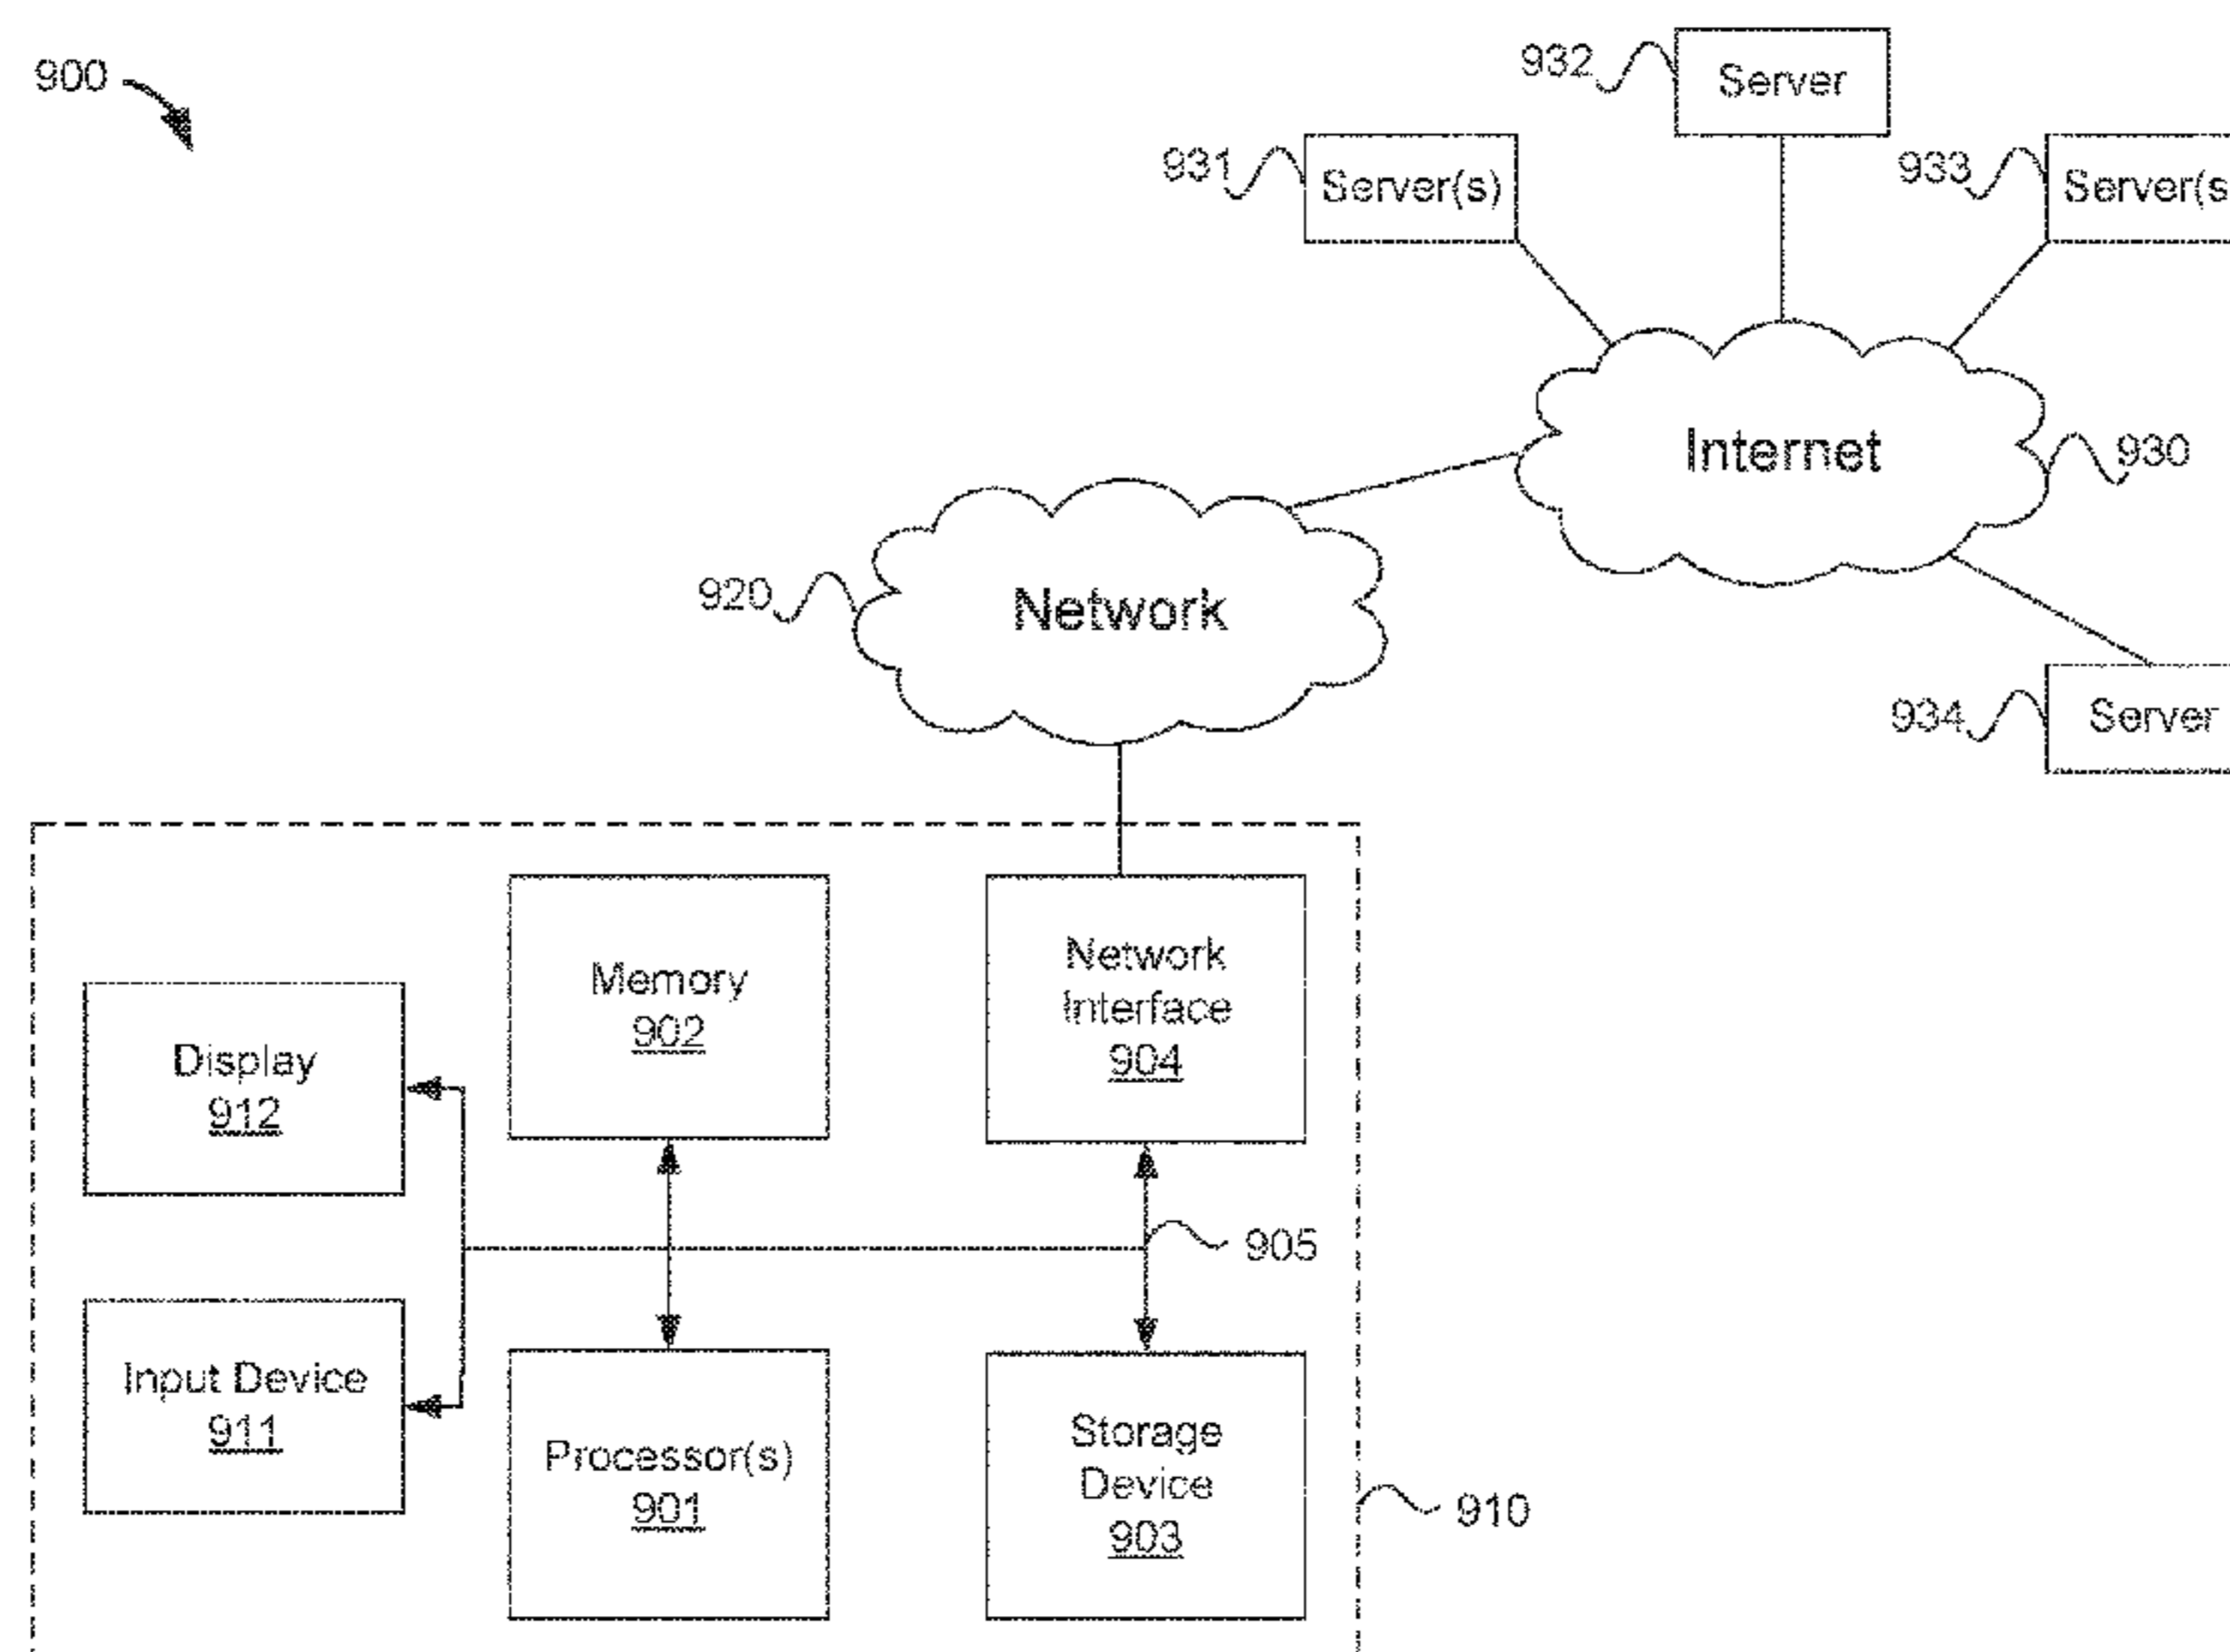 900
932
Server
931
Server(s)
933
Server(s
Internet
930
920
Network
934
Server
Memory
902
Network
Interface
904
Display
912
905
Input Device
911
Processor(s)
901
Storage
Device
903
910